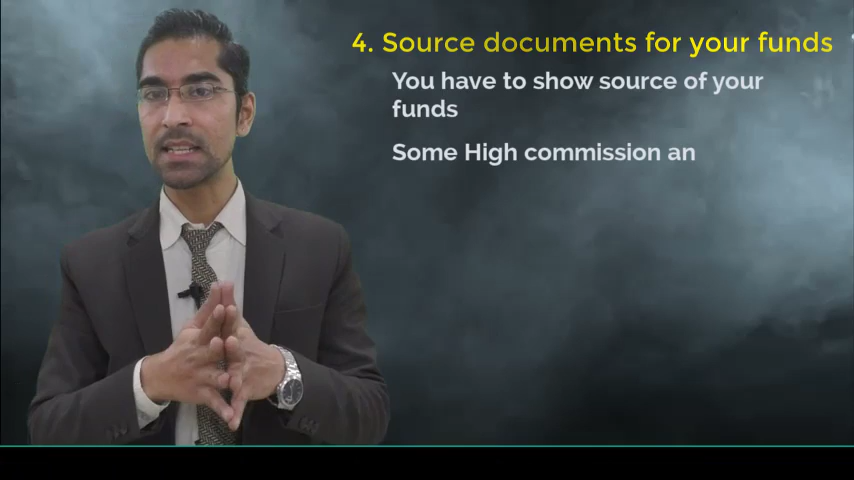 4. Source documents for your funds
You have to show source of your
funds
Some High commission an